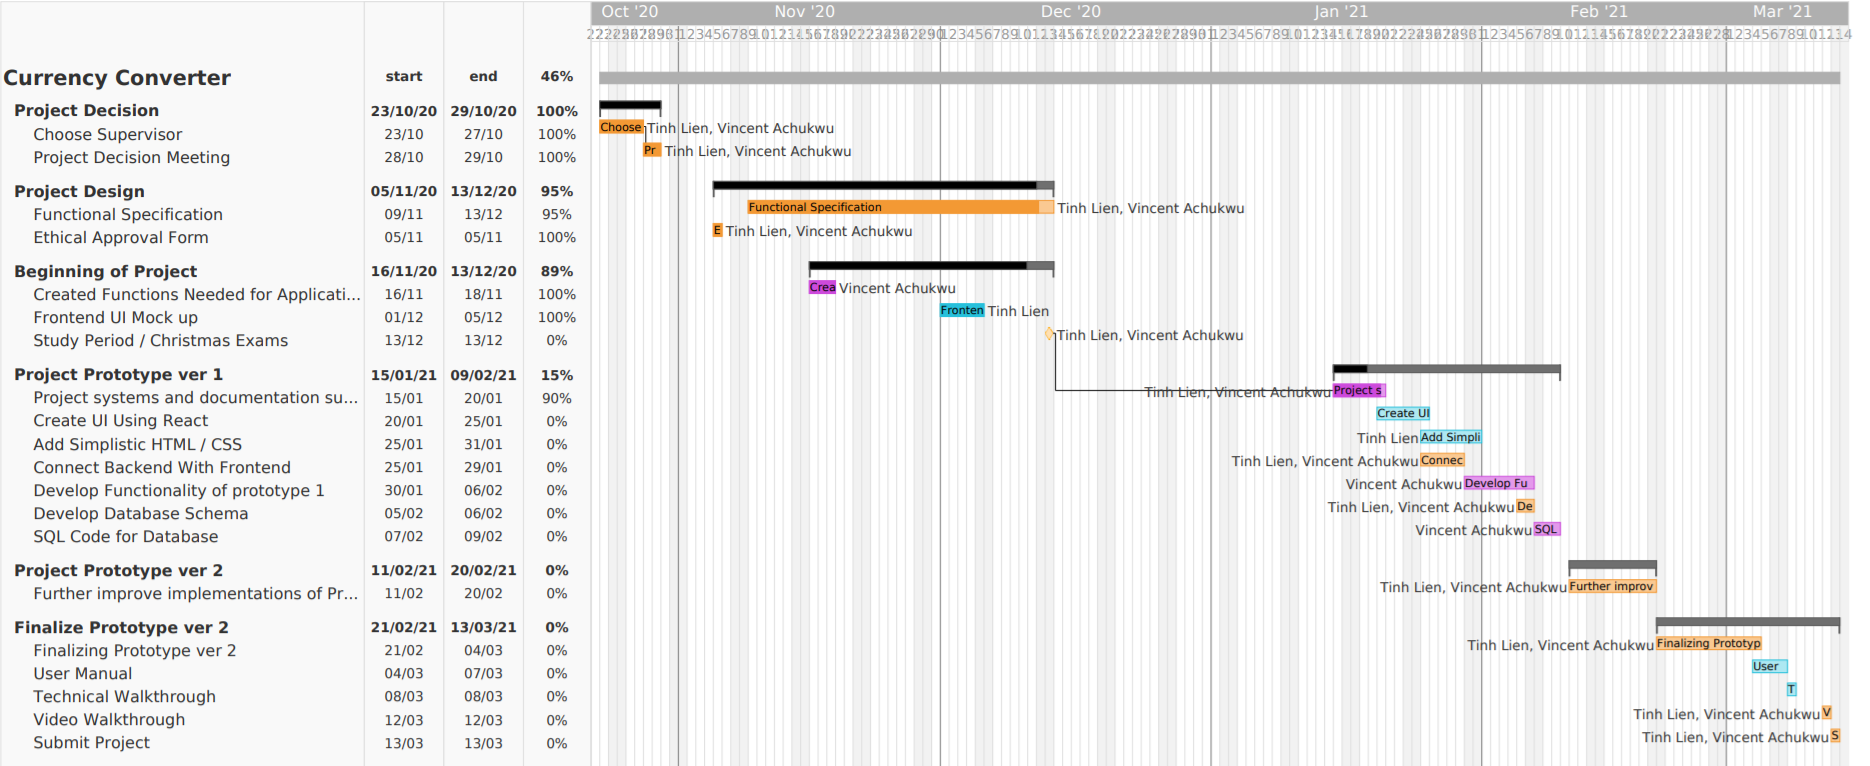 Oct '20 Nov '20 Dec '20 Jan '21 Feb '21 Mar '21
Currency Converter start end 46%
Project Decision 23/10/20 29/10/20 100%
Choose Supervisor 23/10 27/10 100% Choose Tinh Lien, Vincent Achukwu
Project Decision Meeting 28/10 29/10 100% Pr Tinh Lien, Vincent Achukwu
Project Design 05/11/20 13/12/20 95%
Functional Specification 09/11 13/12 95% Functional Specification Tinh Lien, Vincent Achukwu
Ethical Approval Form 05/11 05/11 100% E Tinh Lien, Vincent Achukwu
Beginning of Project 16/11/20 13/12/20 89%
Created Functions Needed for Applicati... 16/11 18/11 100% Crea Vincent Achukwu
Frontend UI Mock up 01/12 05/12 100% Fronten Tinh Lien
Study Period / Christmas Exams 13/12 13/12 0% Tinh Lien, Vincent Achukwu
Project Prototype ver 1 15/01/21 09/02/21 15%
Project systems and documentation su... 15/01 20/01 90% Tinh Lien, Vincent Achukwu Project s
Create UI Using React 20/01 25/01 0% Create UI
Add Simplistic HTML / CSS 25/01 31/01 0% Tinh Lien Add Simpli
Connect Backend With Frontend 25/01 29/01 0% Tinh Lien, Vincent Achukwu Connec
Develop Functionality of prototype 1 30/01 06/02 0% Vincent Achukwu Develop Fu
Develop Database Schema 05/02 06/02 0% Tinh Lien, Vincent Achukwu De
SQL Code for Database 07/02 09/02 0% Vincent Achukwu SQL
Project Prototype ver 2 11/02/21 20/02/21 0%
Further improve implementations of Pr... 11/02 20/02 0% Tinh Lien, Vincent Achukwu Further improv
Finalize Prototype ver 2 21/02/21 13/03/21 0%
Finalizing Prototype ver 2 21/02 04/03 0% Tinh Lien, Vincent Achukwu Finalizing Prototyp
User Manual 04/03 07/03 0% User
Technical Walkthrough 08/03 08/03 0% T
Video Walkthrough 12/03 12/03 0% Tinh Lien, Vincent Achukwu V
Submit Project 13/03 13/03 0% Tinh Lien, Vincent Achukwu S